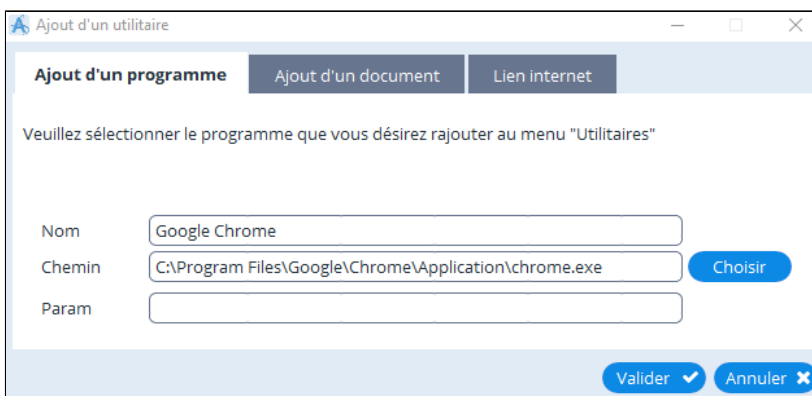 Ajout d'un utilitaire
Ajout d'un programme Ajout d'un document Lien internet
Veuillez sélectionner le programme que vous désirez rajouter au menu "Utilitaires"
Nom Google Chrome
Chemin C:\Program Files\Google\Chrome\Application\chrome.exe Choisir
Param
Valider Annuler